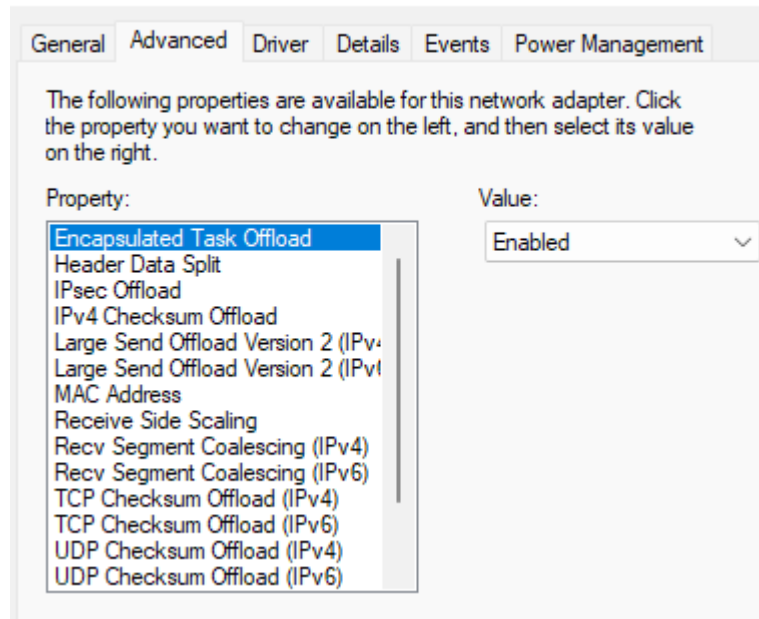 General Advanced Driver Details Events Power Management
The following properties are available for this network adapter. Click
the property you want to change on the left, and then select its value
on the right.
Property:
Value:
Encapsulated Task Offload
Header Data Split
IPsec Offload
IPv4 Checksum Offload
Large Send Offload Version 2 (IPv4
Large Send Offload Version 2 (IPv6
MAC Address
Receive Side Scaling
Recv Segment Coalescing (IPv4)
Recv Segment Coalescing (IPv6)
TCP Checksum Offload (IPv4)
TCP Checksum Offload (IPv6)
UDP Checksum Offload (IPv4)
UDP Checksum Offload (IPv6)
Enabled